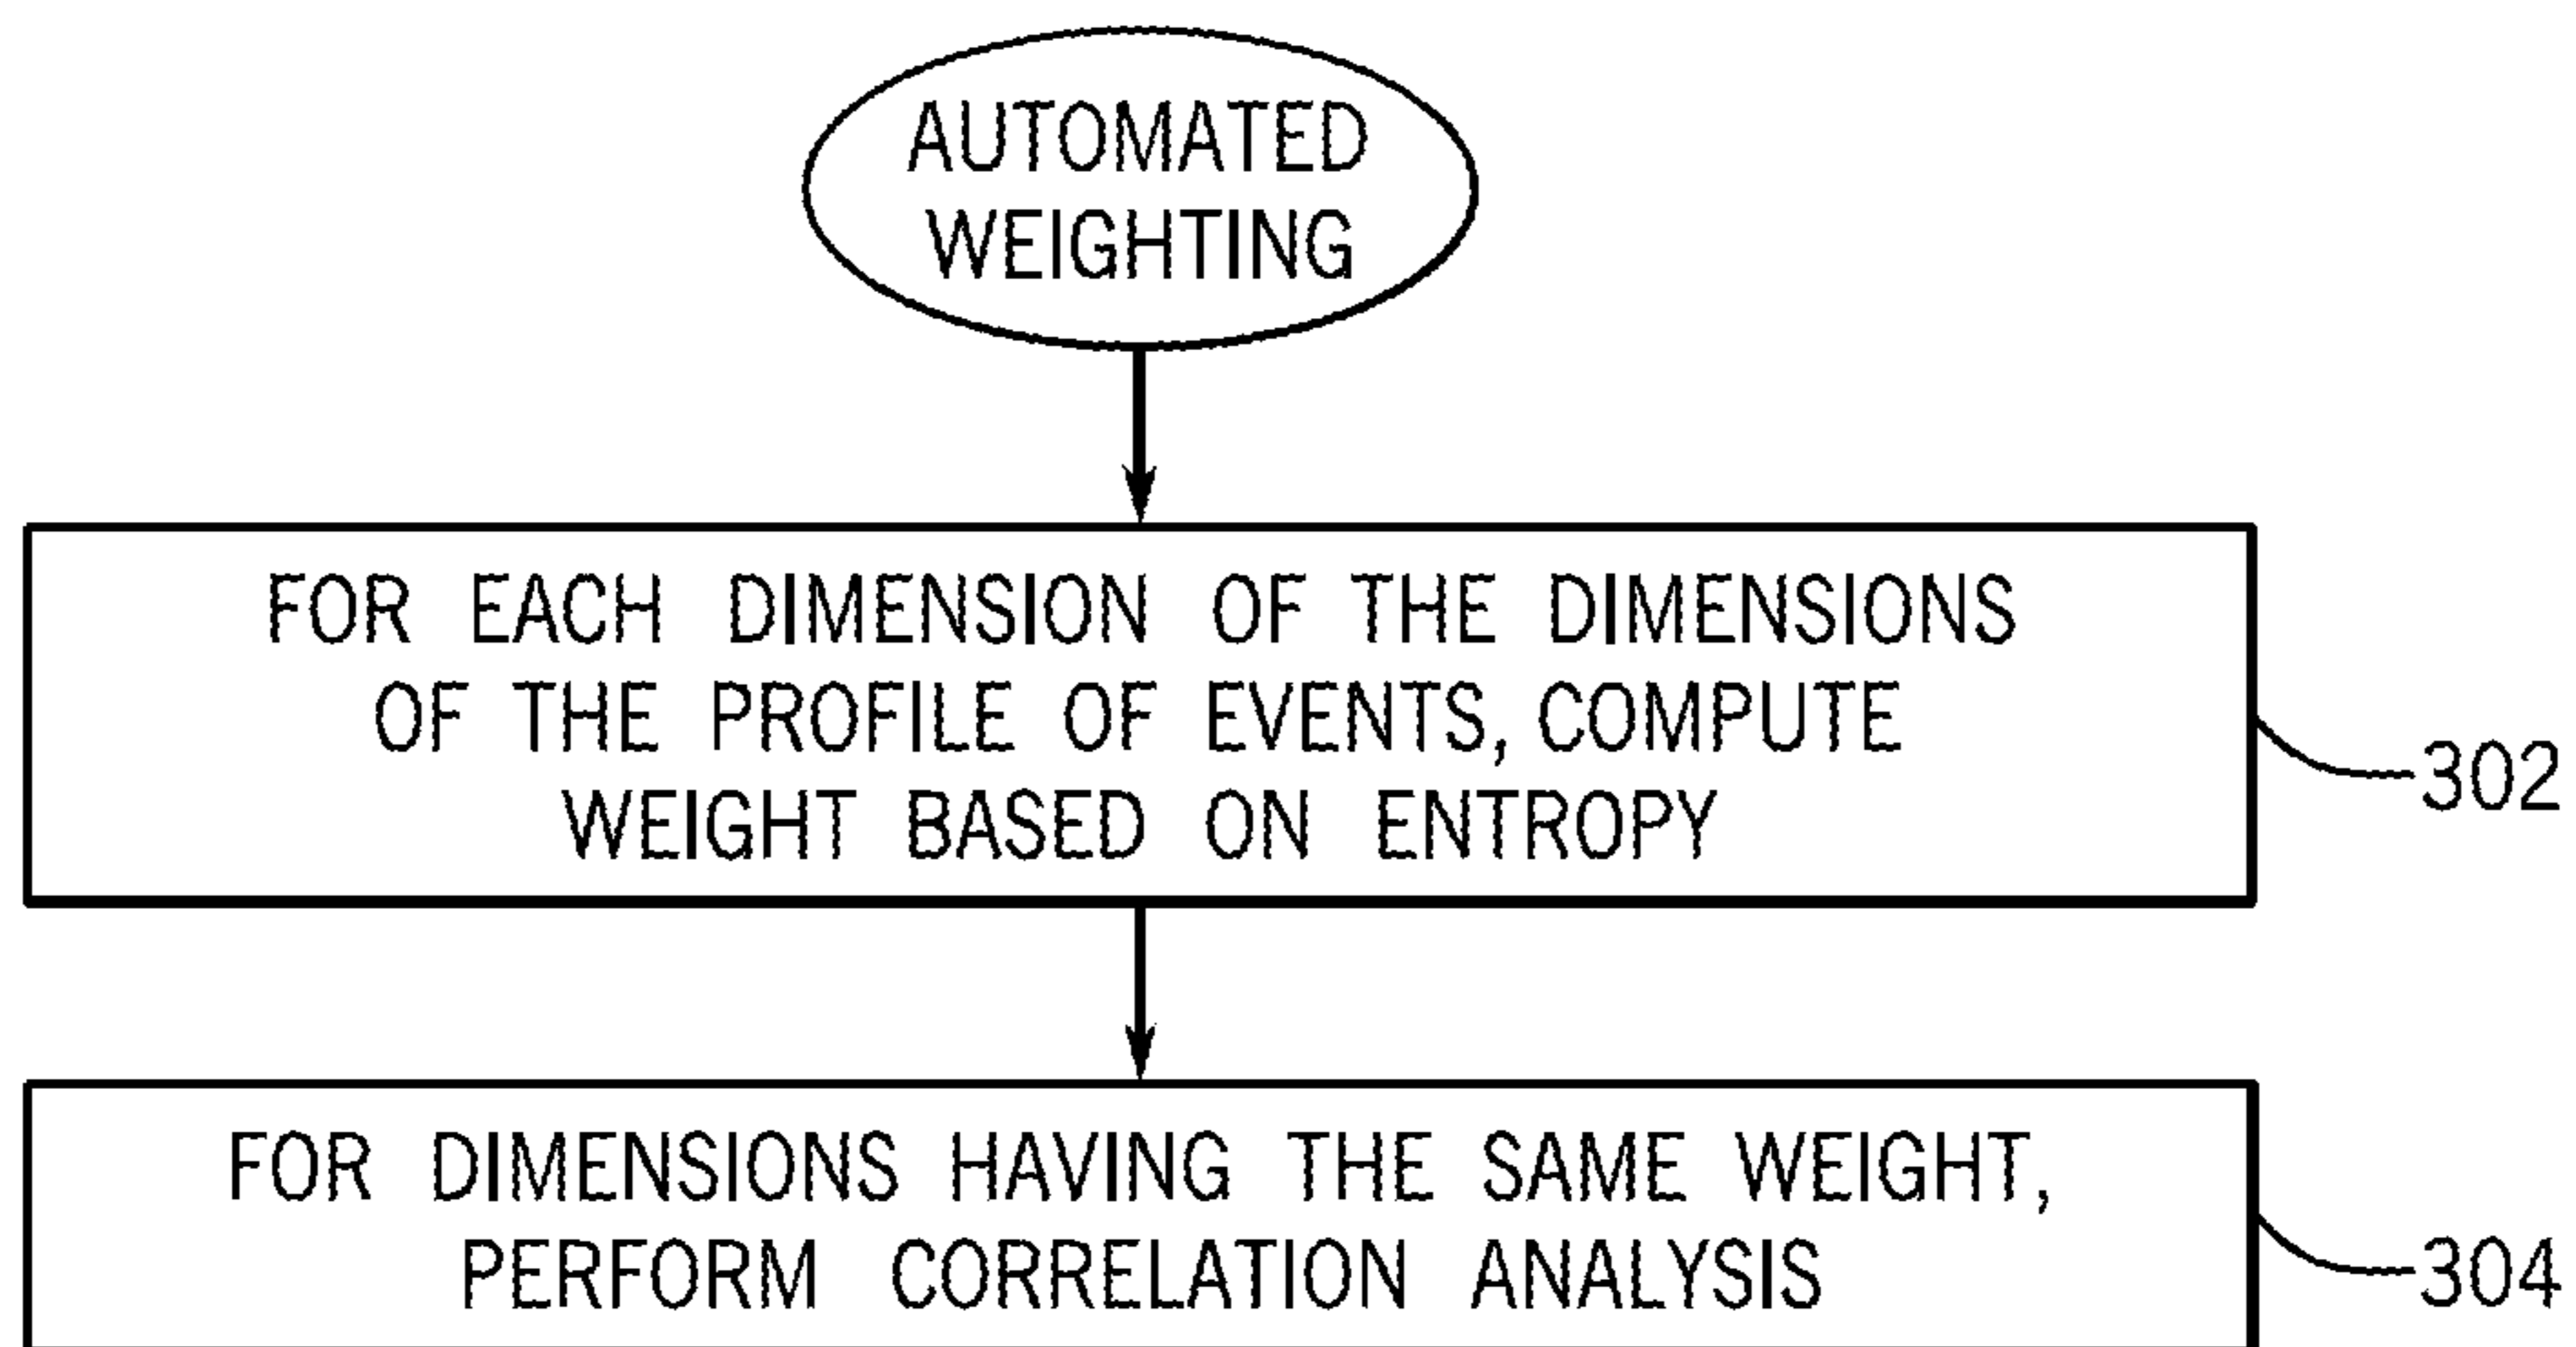 AUTOMATED
WEIGHTING
FOR EACH DIMENSION OF THE DIMENSIONS
OF THE PROFILE OF EVENTS, COMPUTE
WEIGHT BASED ON ENTROPY
302
FOR DIMENSIONS HAVING THE SAME WEIGHT,
PERFORM CORRELATION ANALYSIS
304